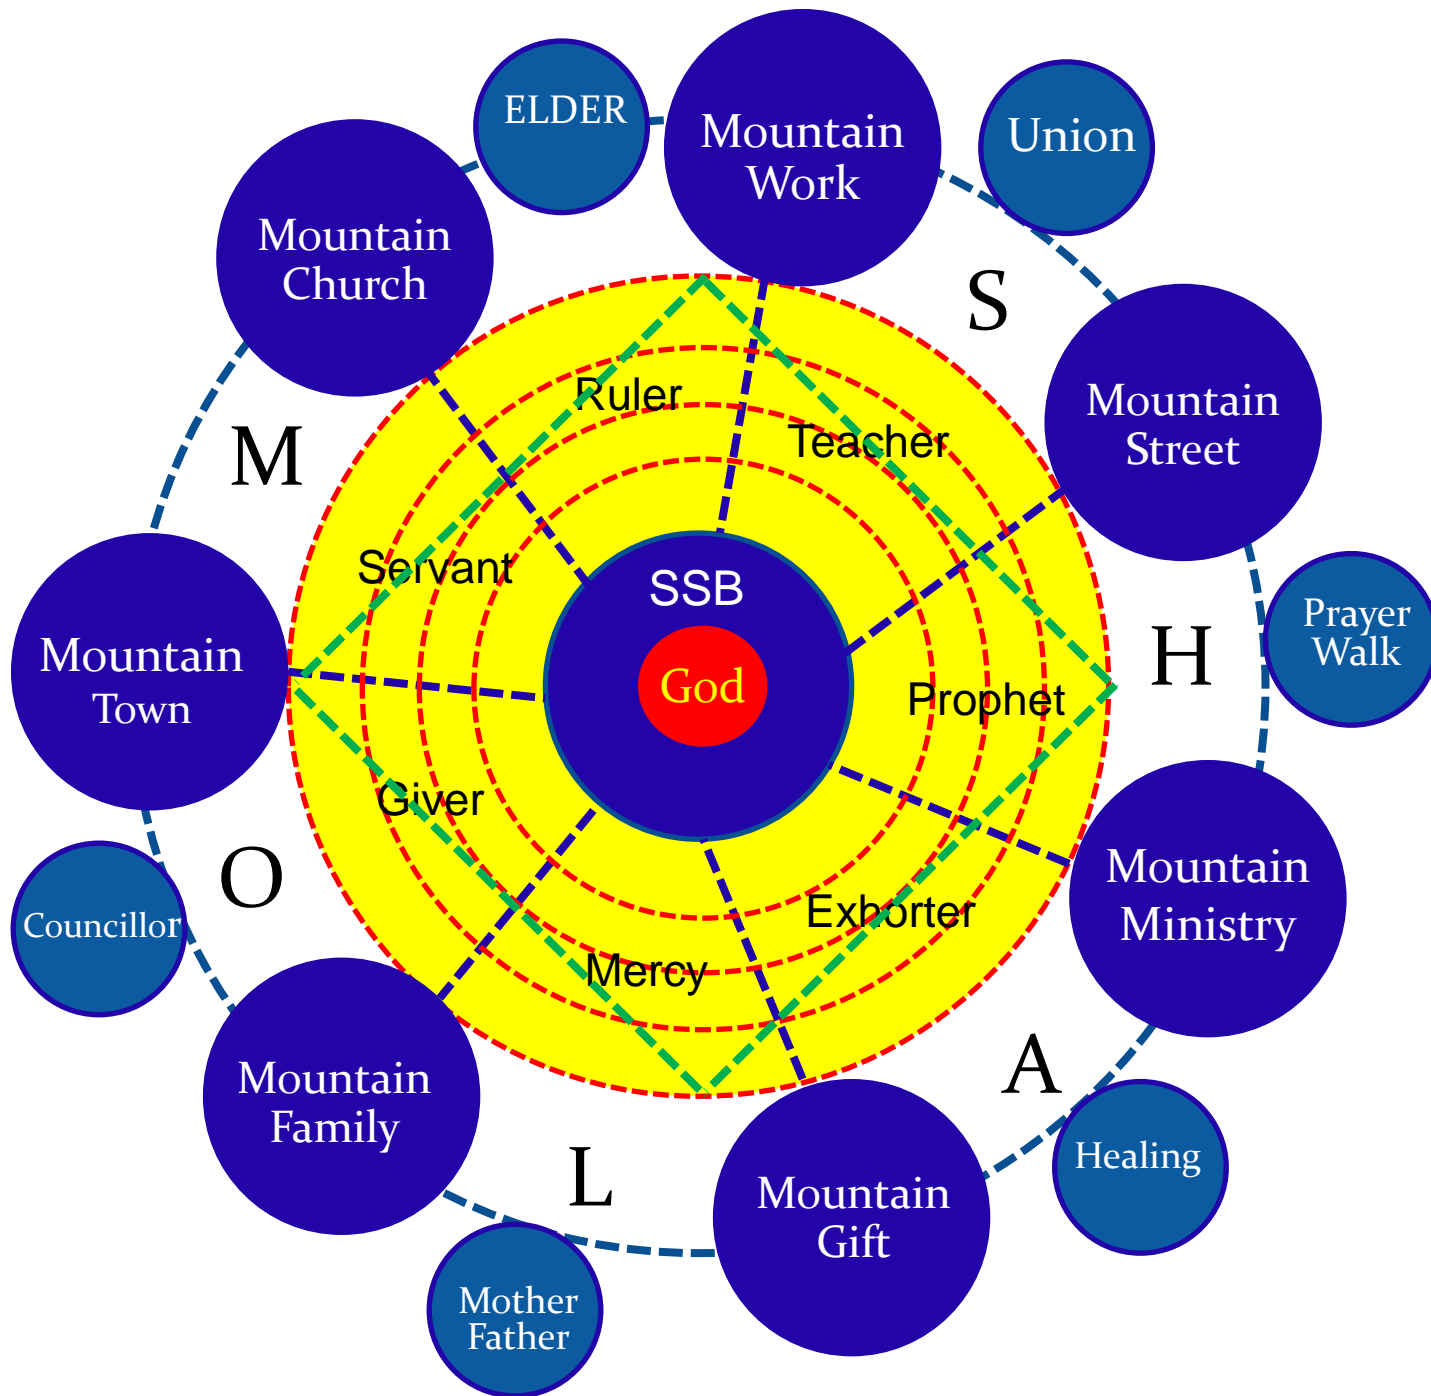 ELDER
Mountain
Work
Union
Mountain
Church
S
Mountain
Street
Ruler
Teacher
M
Servant
SSB
Prayer
Walk
H
Mountain
Town
God
Prophet
Giver
Mountain
Ministry
O
Councillor
Exhorter
Mercy
A
Mountain
Family
Healing
L
Mountain
Gift
Mother
Father